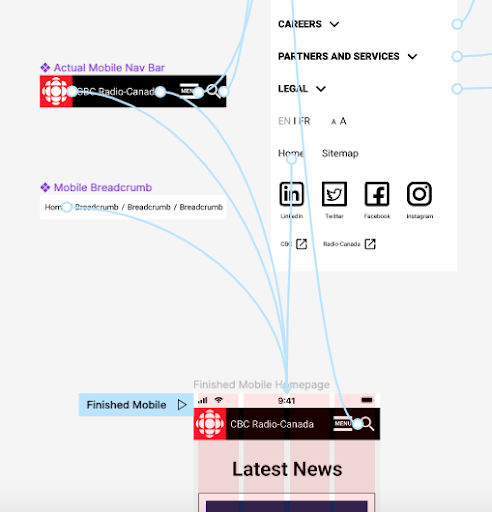 CAREERS
PARTNERS AND SERVICES
LEGAL
EN I FR A A
Home Sitemap
LinkedIn Twitter Facebook Instagram
CBC Radio-Canada
Actual Mobile Nav Bar
CBC Radio-Canada MENU
Mobile Breadcrumb
Home / Breadcrumb / Breadcrumb / Breadcrumb
Finished Mobile Homepage
Finished Mobile
9:41
CBC Radio-Canada MENU
Latest News